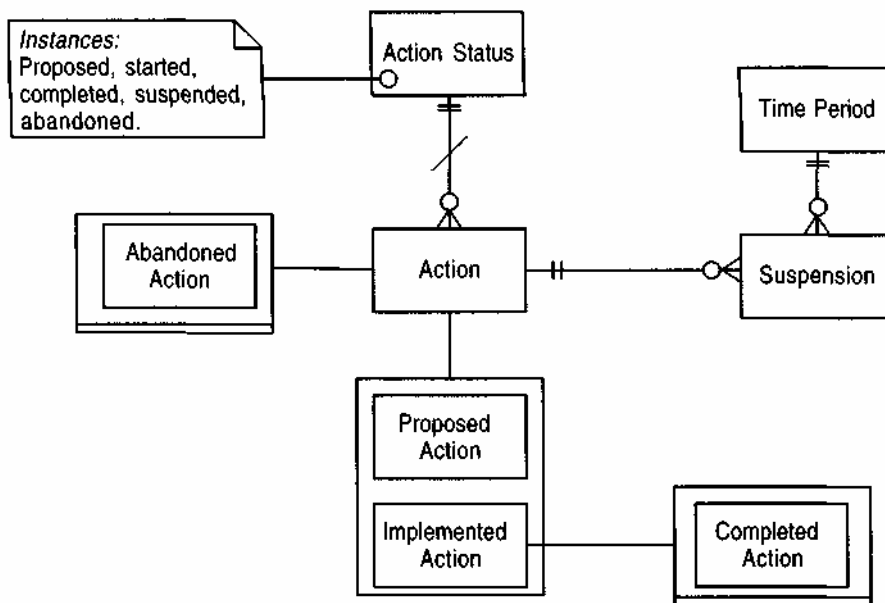 Instances:
Proposed, started,
completed, suspended,
abandoned.
Action Status
Time Period
Abandoned
Action
Action
Suspension
Proposed
Action
Implemented
Action
Completed
Action